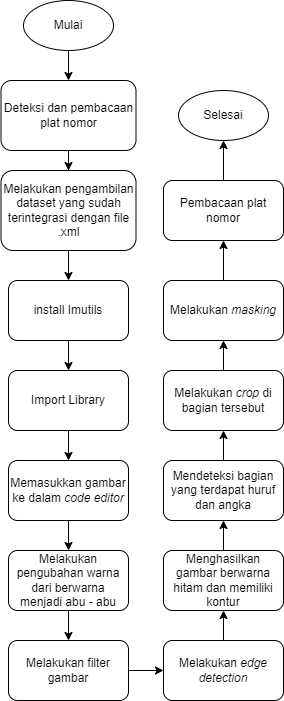 Mulai
Deteksi dan pembacaan
plat nomor
Melakukan pengambilan
dataset yang sudah
terintegrasi dengan file
.xml
install Imutils
Import Library
Memasukkan gambar
ke dalam code editor
Melakukan
pengubahan warna
dari berwarna
menjadi abu - abu
Melakukan filter
gambar
Melakukan edge
detection
Menghasilkan
gambar berwarna
hitam dan memiliki
kontur
Mendeteksi bagian
yang terdapat huruf
dan angka
Melakukan crop di
bagian tersebut
Melakukan masking
Pembacaan plat
nomor
Selesai